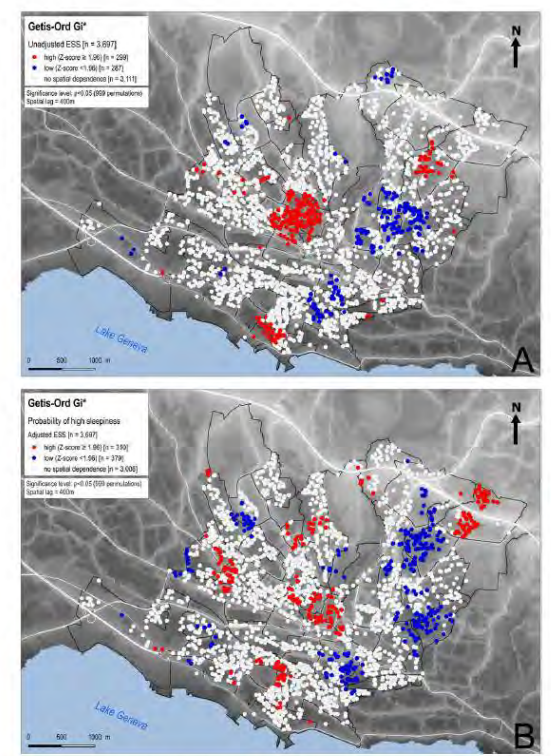 Getis-Ord Gi*
Unadjusted ESS [n = 3,697]
high (Z-score ≥ 1.96) [n = 299]
low (Z-score <1.96) [n = 287]
no spatial dependence [n = 3,111]
Significance level: p<0.05 (999 permutations)
Spatial lag = 400m
N
Lake Geneva
0 500 1000 m
A
Getis-Ord Gi*
Probability of high sleepiness
Adjusted ESS [n = 3,697]
high (Z-score ≥ 1.96) [n = 310]
low (Z-score <1.96) [n = 379]
no spatial dependence [n = 3,008]
Significance level: p<0.05 (999 permutations)
Spatial lag = 400m
N
Lake Geneva
0 500 1000 m
B